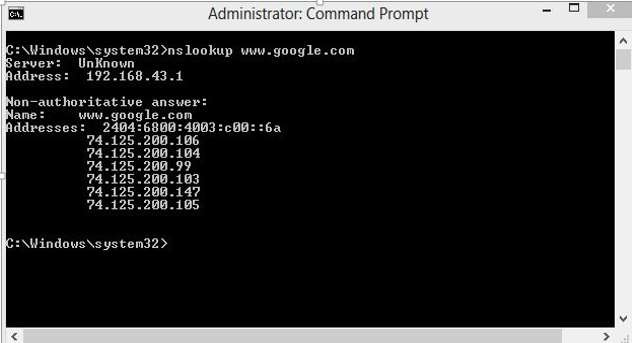 Administrator: Command Prompt
C:\Windows\system32>nslookup www.google.com
Server:  UnKnown
Address:  192.168.43.1
Non-authoritative answer:
Name:    www.google.com
Addresses:  2404:6800:4003:c00::6a
74.125.200.106
74.125.200.104
74.125.200.99
74.125.200.103
74.125.200.147
74.125.200.105
C:\Windows\system32>